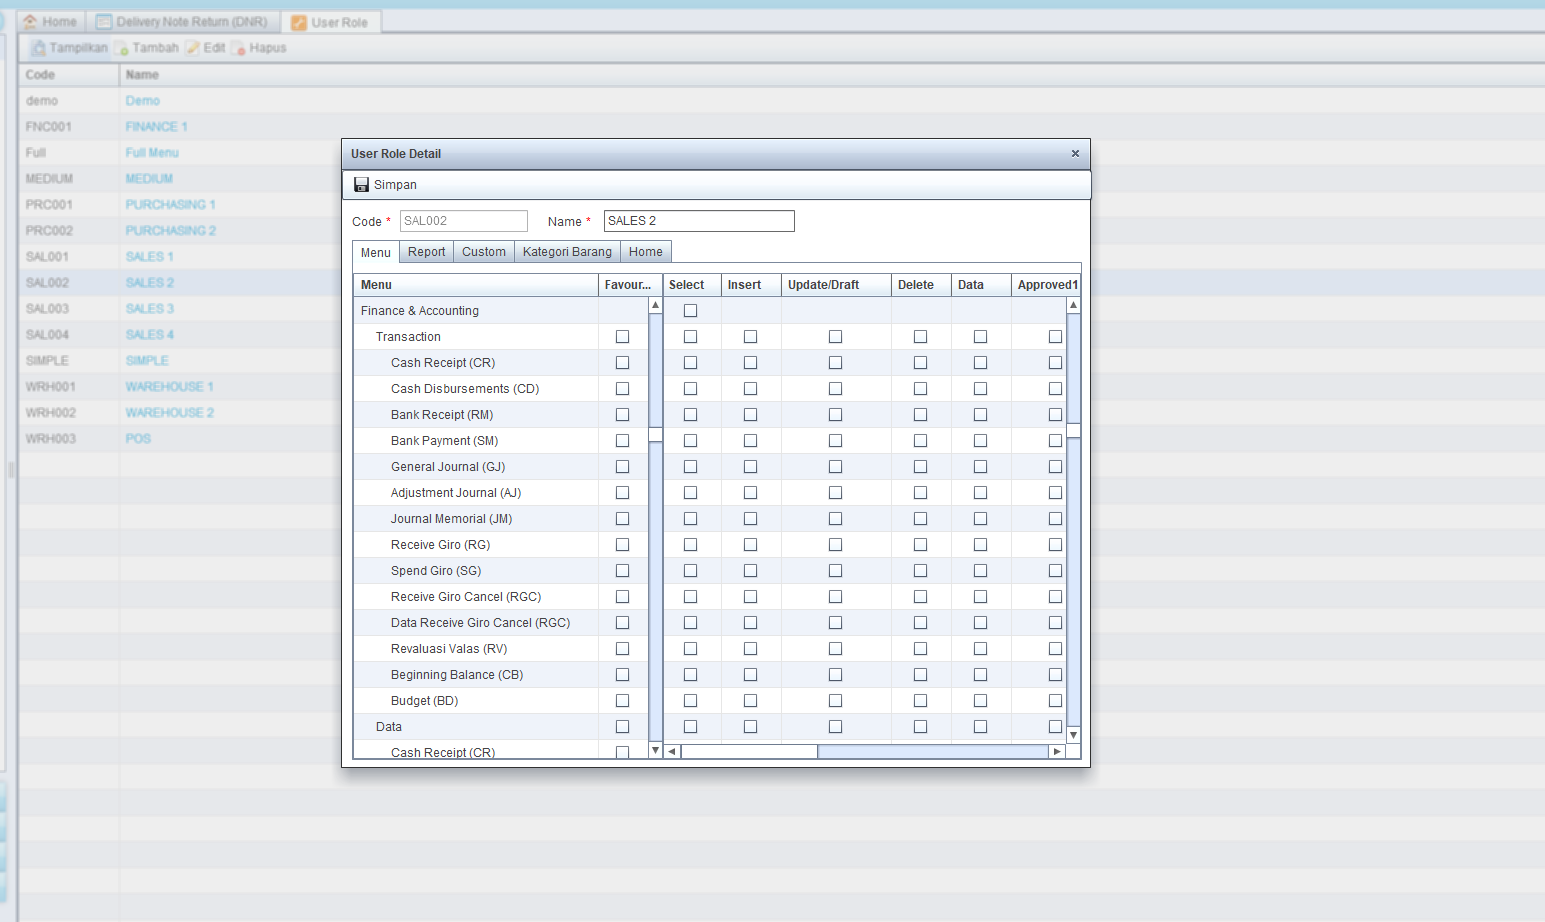 Home Delivery Note Return (DNR) User Role
Tampilkan Tambah Edit Hapus
Code Name
demo Demo
FNC001 FINANCE 1
Full Full Menu
MEDIUM MEDIUM
PRC001 PURCHASING 1
PRC002 PURCHASING 2
SAL001 SALES 1
SAL002 SALES 2
SAL003 SALES 3
SAL004 SALES 4
SIMPLE SIMPLE
WRH001 WAREHOUSE 1
WRH002 WAREHOUSE 2
WRH003 POS
User Role Detail
Simpan
Code * SAL002 Name * SALES 2
Menu Report Custom Kategori Barang Home
Menu Favour... Select Insert Update/Draft Delete Data Approved1
Finance & Accounting
Transaction
Cash Receipt (CR)
Cash Disbursements (CD)
Bank Receipt (RM)
Bank Payment (SM)
General Journal (GJ)
Adjustment Journal (AJ)
Journal Memorial (JM)
Receive Giro (RG)
Spend Giro (SG)
Receive Giro Cancel (RGC)
Data Receive Giro Cancel (RGC)
Revaluasi Valas (RV)
Beginning Balance (CB)
Budget (BD)
Data
Cash Receipt (CR)